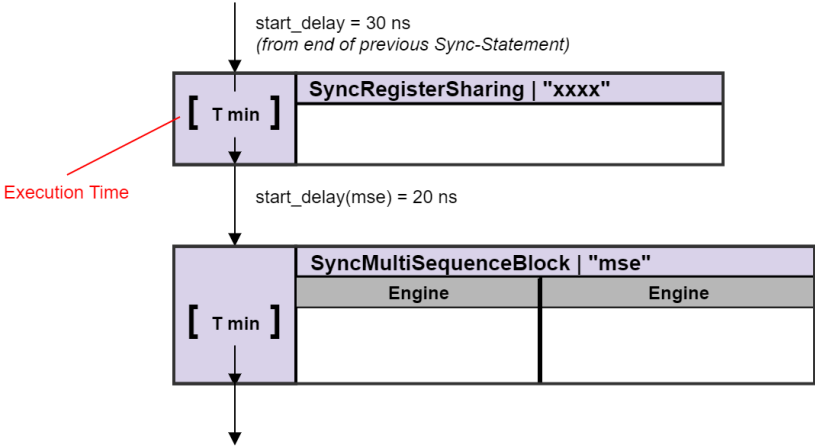 start_delay = 30 ns
(from end of previous Sync-Statement)
SyncRegisterSharing | "xxxx"
[ T min ]
Execution Time
start_delay(mse) = 20 ns
SyncMultiSequenceBlock | "mse"
Engine Engine
[ T min ]